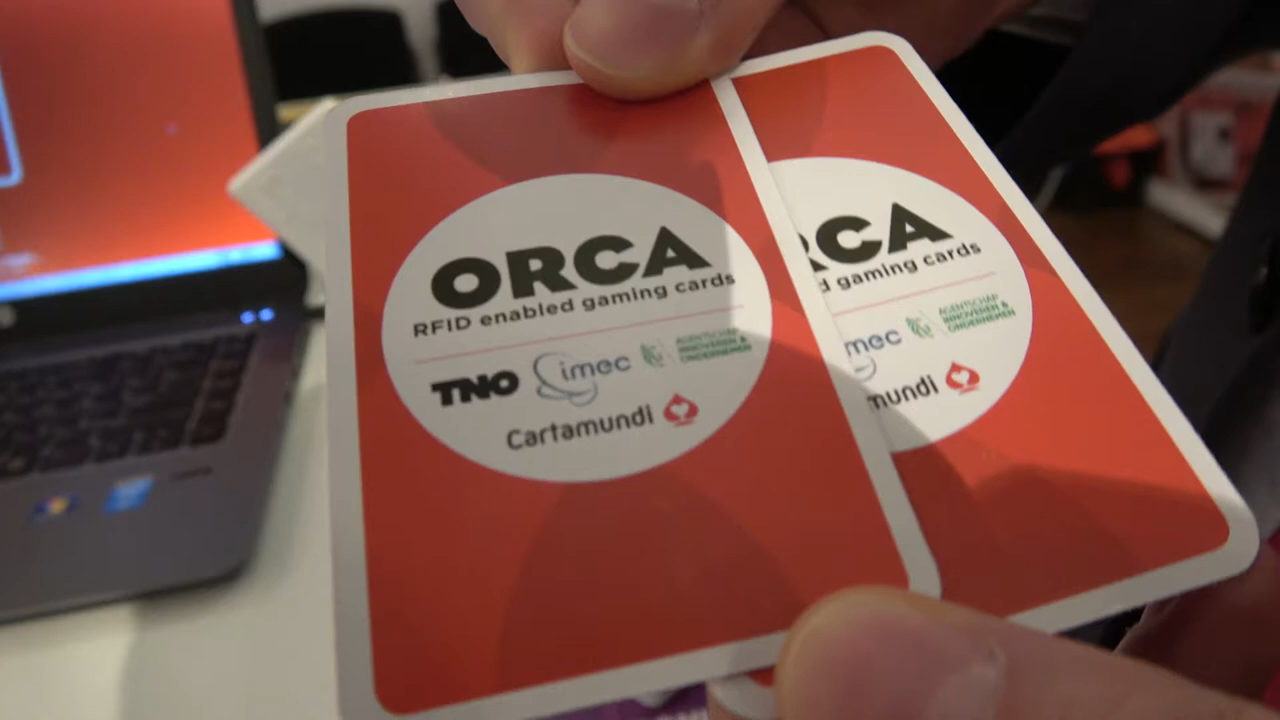 ORCA
RFID enabled gaming cards
TNO imec AGENTSCHAP
INNOVEREN &
ONDERNEMEN
Cartamundi
RCA
d gaming cards
mec AGENTSCHAP
INNOVEREN &
ONDERNEMEN
mundi